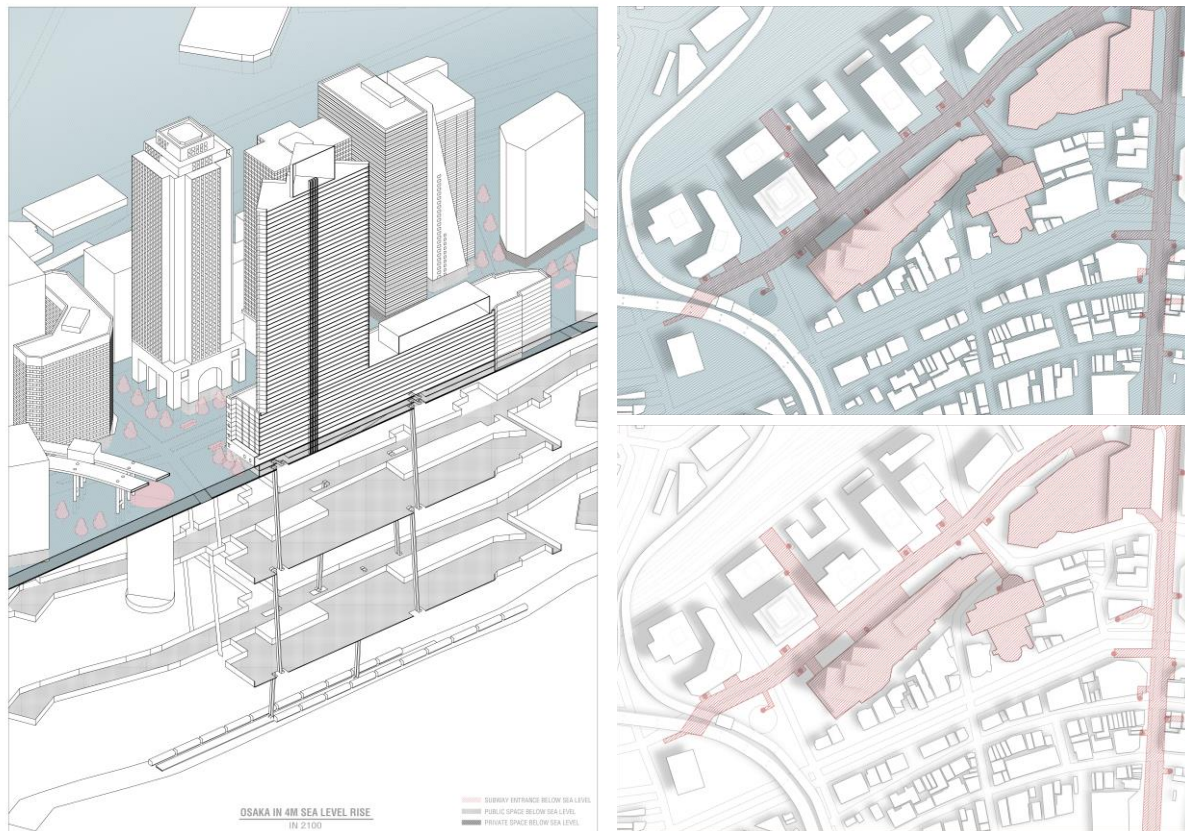 OSAKA IN 4M SEA LEVEL RISE
IN 2100
SUBWAY ENTRANCE BELOW SEA LEVEL
PUBLIC SPACE BELOW SEA LEVEL
PRIVATE SPACE BELOW SEA LEVEL